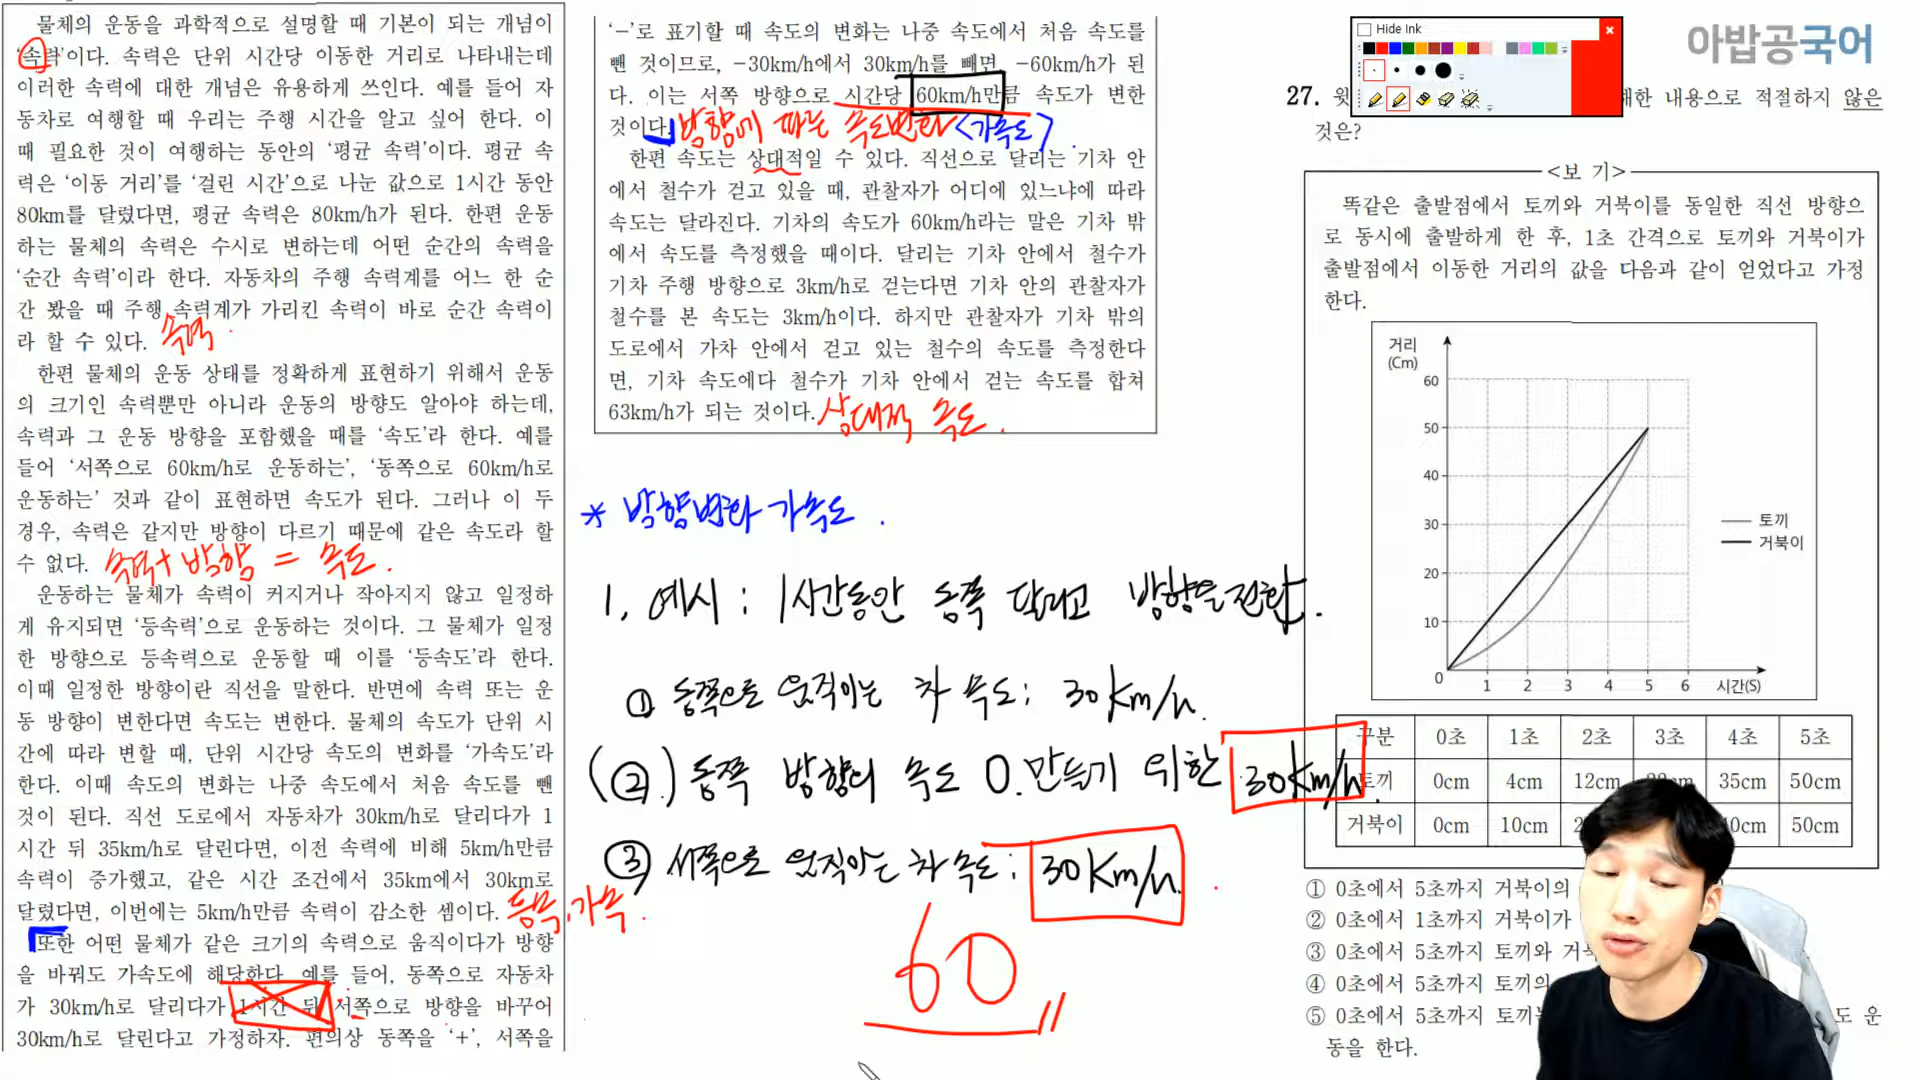 물체의 운동을 과학적으로 설명할 때 기본이 되는 개념이
'속력'이다. 속력은 단위 시간당 이동한 거리로 나타내는데
이러한 속력에 대한 개념은 유용하게 쓰인다. 예를 들어 자
동차로 여행할 때 우리는 주행 시간을 알고 싶어 한다. 이
때 필요한 것이 여행하는 동안의 '평균 속력'이다. 평균 속
력은 '이동 거리'를 '걸린 시간'으로 나눈 값으로 1시간 동안
80km를 달렸다면, 평균 속력은 80km/h가 된다. 한편 운동
하는 물체의 속력은 수시로 변하는데 어떤 순간의 속력을
'순간 속력'이라 한다. 자동차의 주행 속력계를 어느 한 순
간 봤을 때 주행 속력계가 가리킨 속력이 바로 순간 속력이
라 할 수 있다. 속력
한편 물체의 운동 상태를 정확하게 표현하기 위해서 운동
의 크기인 속력뿐만 아니라 운동의 방향도 알아야 하는데,
속력과 그 운동 방향을 포함했을 때를 '속도'라 한다. 예를
들어 '서쪽으로 60km/h로 운동하는', '동쪽으로 60km/h로
운동하는' 것과 같이 표현하면 속도가 된다. 그러나 이 두
경우, 속력은 같지만 방향이 다르기 때문에 같은 속도라 할
수 없다. 속력+방향 = 속도.
운동하는 물체가 속력이 커지거나 작아지지 않고 일정하
게 유지되면 '등속력'으로 운동하는 것이다. 그 물체가 일정
한 방향으로 등속력으로 운동할 때 이를 '등속도'라 한다.
이때 일정한 방향이란 직선을 말한다. 반면에 속력 또는 운
동 방향이 변한다면 속도는 변한다. 물체의 속도가 단위 시
간에 따라 변할 때, 단위 시간당 속도의 변화를 '가속도'라
한다. 이때 속도의 변화는 나중 속도에서 처음 속도를 뺀
것이 된다. 직선 도로에서 자동차가 30km/h로 달리다가 1
시간 뒤 35km/h로 달린다면, 이전 속력에 비해 5km/h만큼
속력이 증가했고, 같은 시간 조건에서 35km에서 30km로
달렸다면, 이번에는 5km/h만큼 속력이 감소한 셈이다. 등속, 가속.
또한 어떤 물체가 같은 크기의 속력으로 움직이다가 방향
을 바꿔도 가속도에 해당한다. 예를 들어, 동쪽으로 자동차
가 30km/h로 달리다가 1시간 뒤 서쪽으로 방향을 바꾸어
30km/h로 달린다고 가정하자. 편의상 동쪽을 '+', 서쪽을
'−'로 표기할 때 속도의 변화는 나중 속도에서 처음 속도를
뺀 것이므로, −30km/h에서 30km/h를 빼면, −60km/h가 된
다. 이는 서쪽 방향으로 시간당 60km/h만큼 속도가 변한
것이다. 방향에 따른 속도변화 <가속도>.
한편 속도는 상대적일 수 있다. 직선으로 달리는 기차 안
에서 철수가 걷고 있을 때, 관찰자가 어디에 있느냐에 따라
속도는 달라진다. 기차의 속도가 60km/h라는 말은 기차 밖
에서 속도를 측정했을 때이다. 달리는 기차 안에서 철수가
기차 주행 방향으로 3km/h로 걷는다면 기차 안의 관찰자가
철수를 본 속도는 3km/h이다. 하지만 관찰자가 기차 밖의
도로에서 가차 안에서 걷고 있는 철수의 속도를 측정한다
면, 기차 속도에다 철수가 기차 안에서 걷는 속도를 합쳐
63km/h가 되는 것이다. 상대적 속도.
* 방향변화 가속도.
1. 예시 : 1시간동안 동쪽 달리고 방향을 전환.
① 동쪽으로 움직이는 차 속도: 30km/h.
(②.) 동쪽 방향의 속도 0.만들기 위한 30km/h.
③ 서쪽으로 움직이는 차 속도: 30km/h.
60
Hide Ink
아밥공국어
27. 윗 해한 내용으로 적절하지 않은
것은?
<보 기>
똑같은 출발점에서 토끼와 거북이를 동일한 직선 방향으
로 동시에 출발하게 한 후, 1초 간격으로 토끼와 거북이가
출발점에서 이동한 거리의 값을 다음과 같이 얻었다고 가정
한다.
거리
(Cm)
60
50
40
30
20
10
0 1 2 3 4 5 6 시간(S)
토끼
거북이
구분 0초 1초 2초 3초 4초 5초
토끼 0cm 4cm 12cm 35cm 50cm
거북이 0cm 10cm 50cm
① 0초에서 5초까지 거북이의
② 0초에서 1초까지 거북이가
③ 0초에서 5초까지 토끼와
④ 0초에서 5초까지 토끼의
⑤ 0초에서 5초까지 도 운
동을 한다.